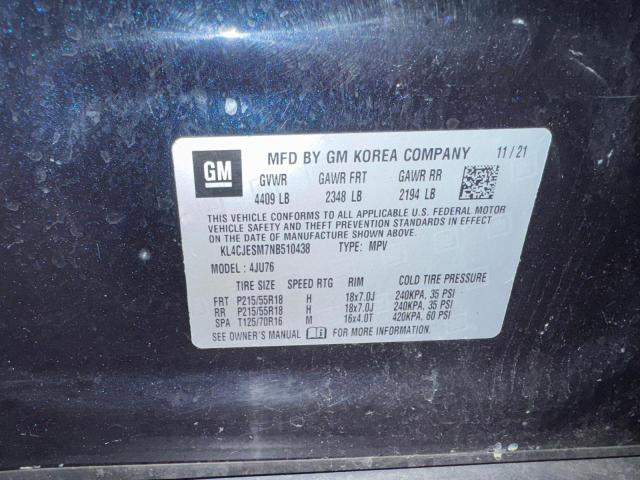 GM MFD BY GM KOREA COMPANY 11/21
GVWR GAWR FRT GAWR RR
4409 LB 2348 LB 2194 LB
THIS VEHICLE CONFORMS TO ALL APPLICABLE U.S. FEDERAL MOTOR
VEHICLE SAFETY AND THEFT PREVENTION STANDARDS IN EFFECT ON
THE DATE OF MANUFACTURE SHOWN ABOVE.
KL4CJESM7NB510438 TYPE: MPV
MODEL: 4JU76
TIRE SIZE SPEED RTG RIM COLD TIRE PRESSURE
FRT P215/55R18 H 18x7.0J 240KPA, 35 PSI
RR P215/55R18 H 18x7.0J 240KPA, 35 PSI
SPA T125/70R16 M 16x4.0T 420KPA, 60 PSI
SEE OWNER'S MANUAL FOR MORE INFORMATION.